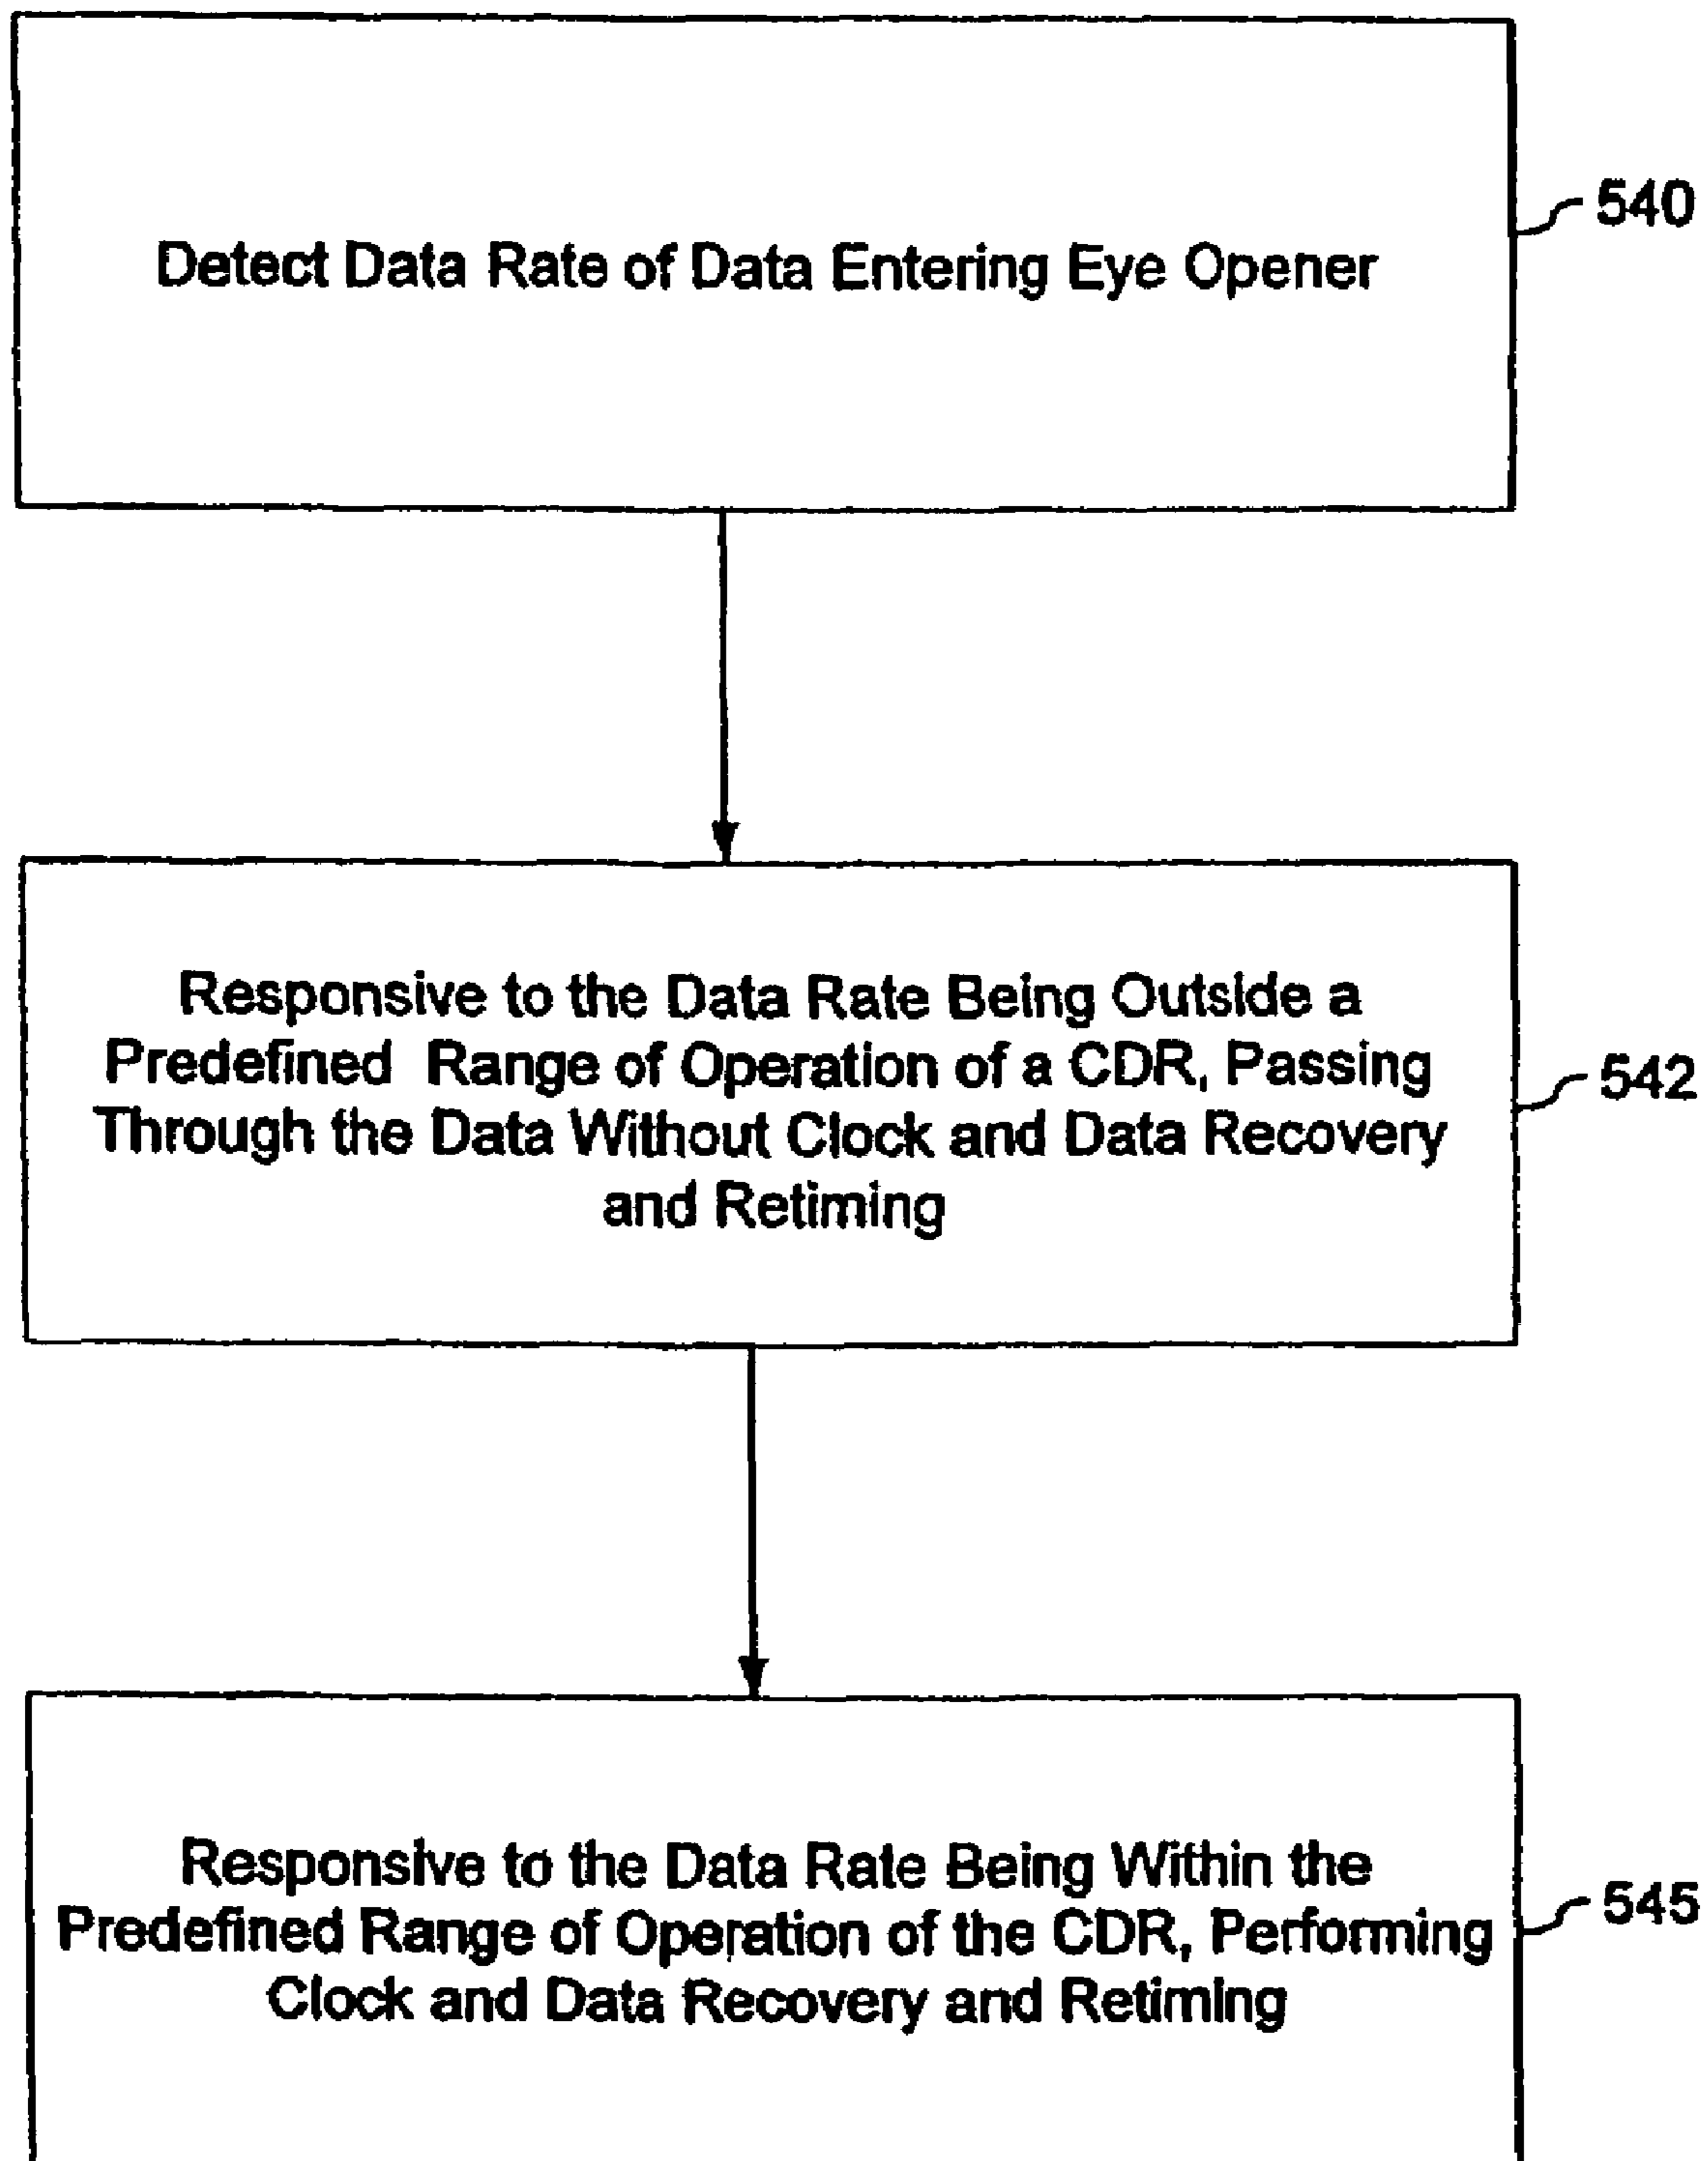 Detect Data Rate of Data Entering Eye Opener
540
Responsive to the Data Rate Being Outside a
Predefined Range of Operation of a CDR, Passing
Through the Data Without Clock and Data Recovery
and Retiming
542
Responsive to the Data Rate Being Within the
Predefined Range of Operation of the CDR, Performing
Clock and Data Recovery and Retiming
545